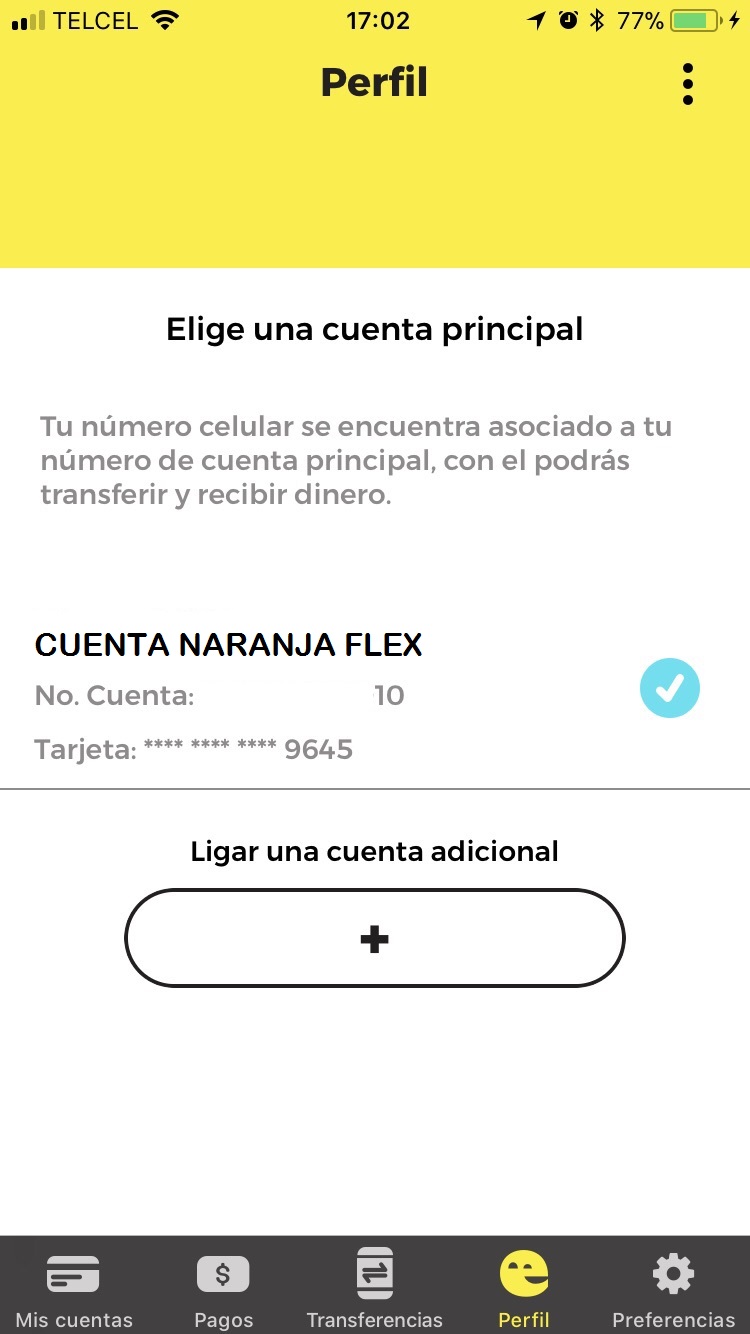 TELCEL 17:02 77%
Perfil
Elige una cuenta principal
Tu número celular se encuentra asociado a tu
número de cuenta principal, con el podrás
transferir y recibir dinero.
CUENTA NARANJA FLEX
No. Cuenta: 10
Tarjeta: **** **** **** 9645
Ligar una cuenta adicional
+
$
Mis cuentas Pagos Transferencias Perfil Preferencias